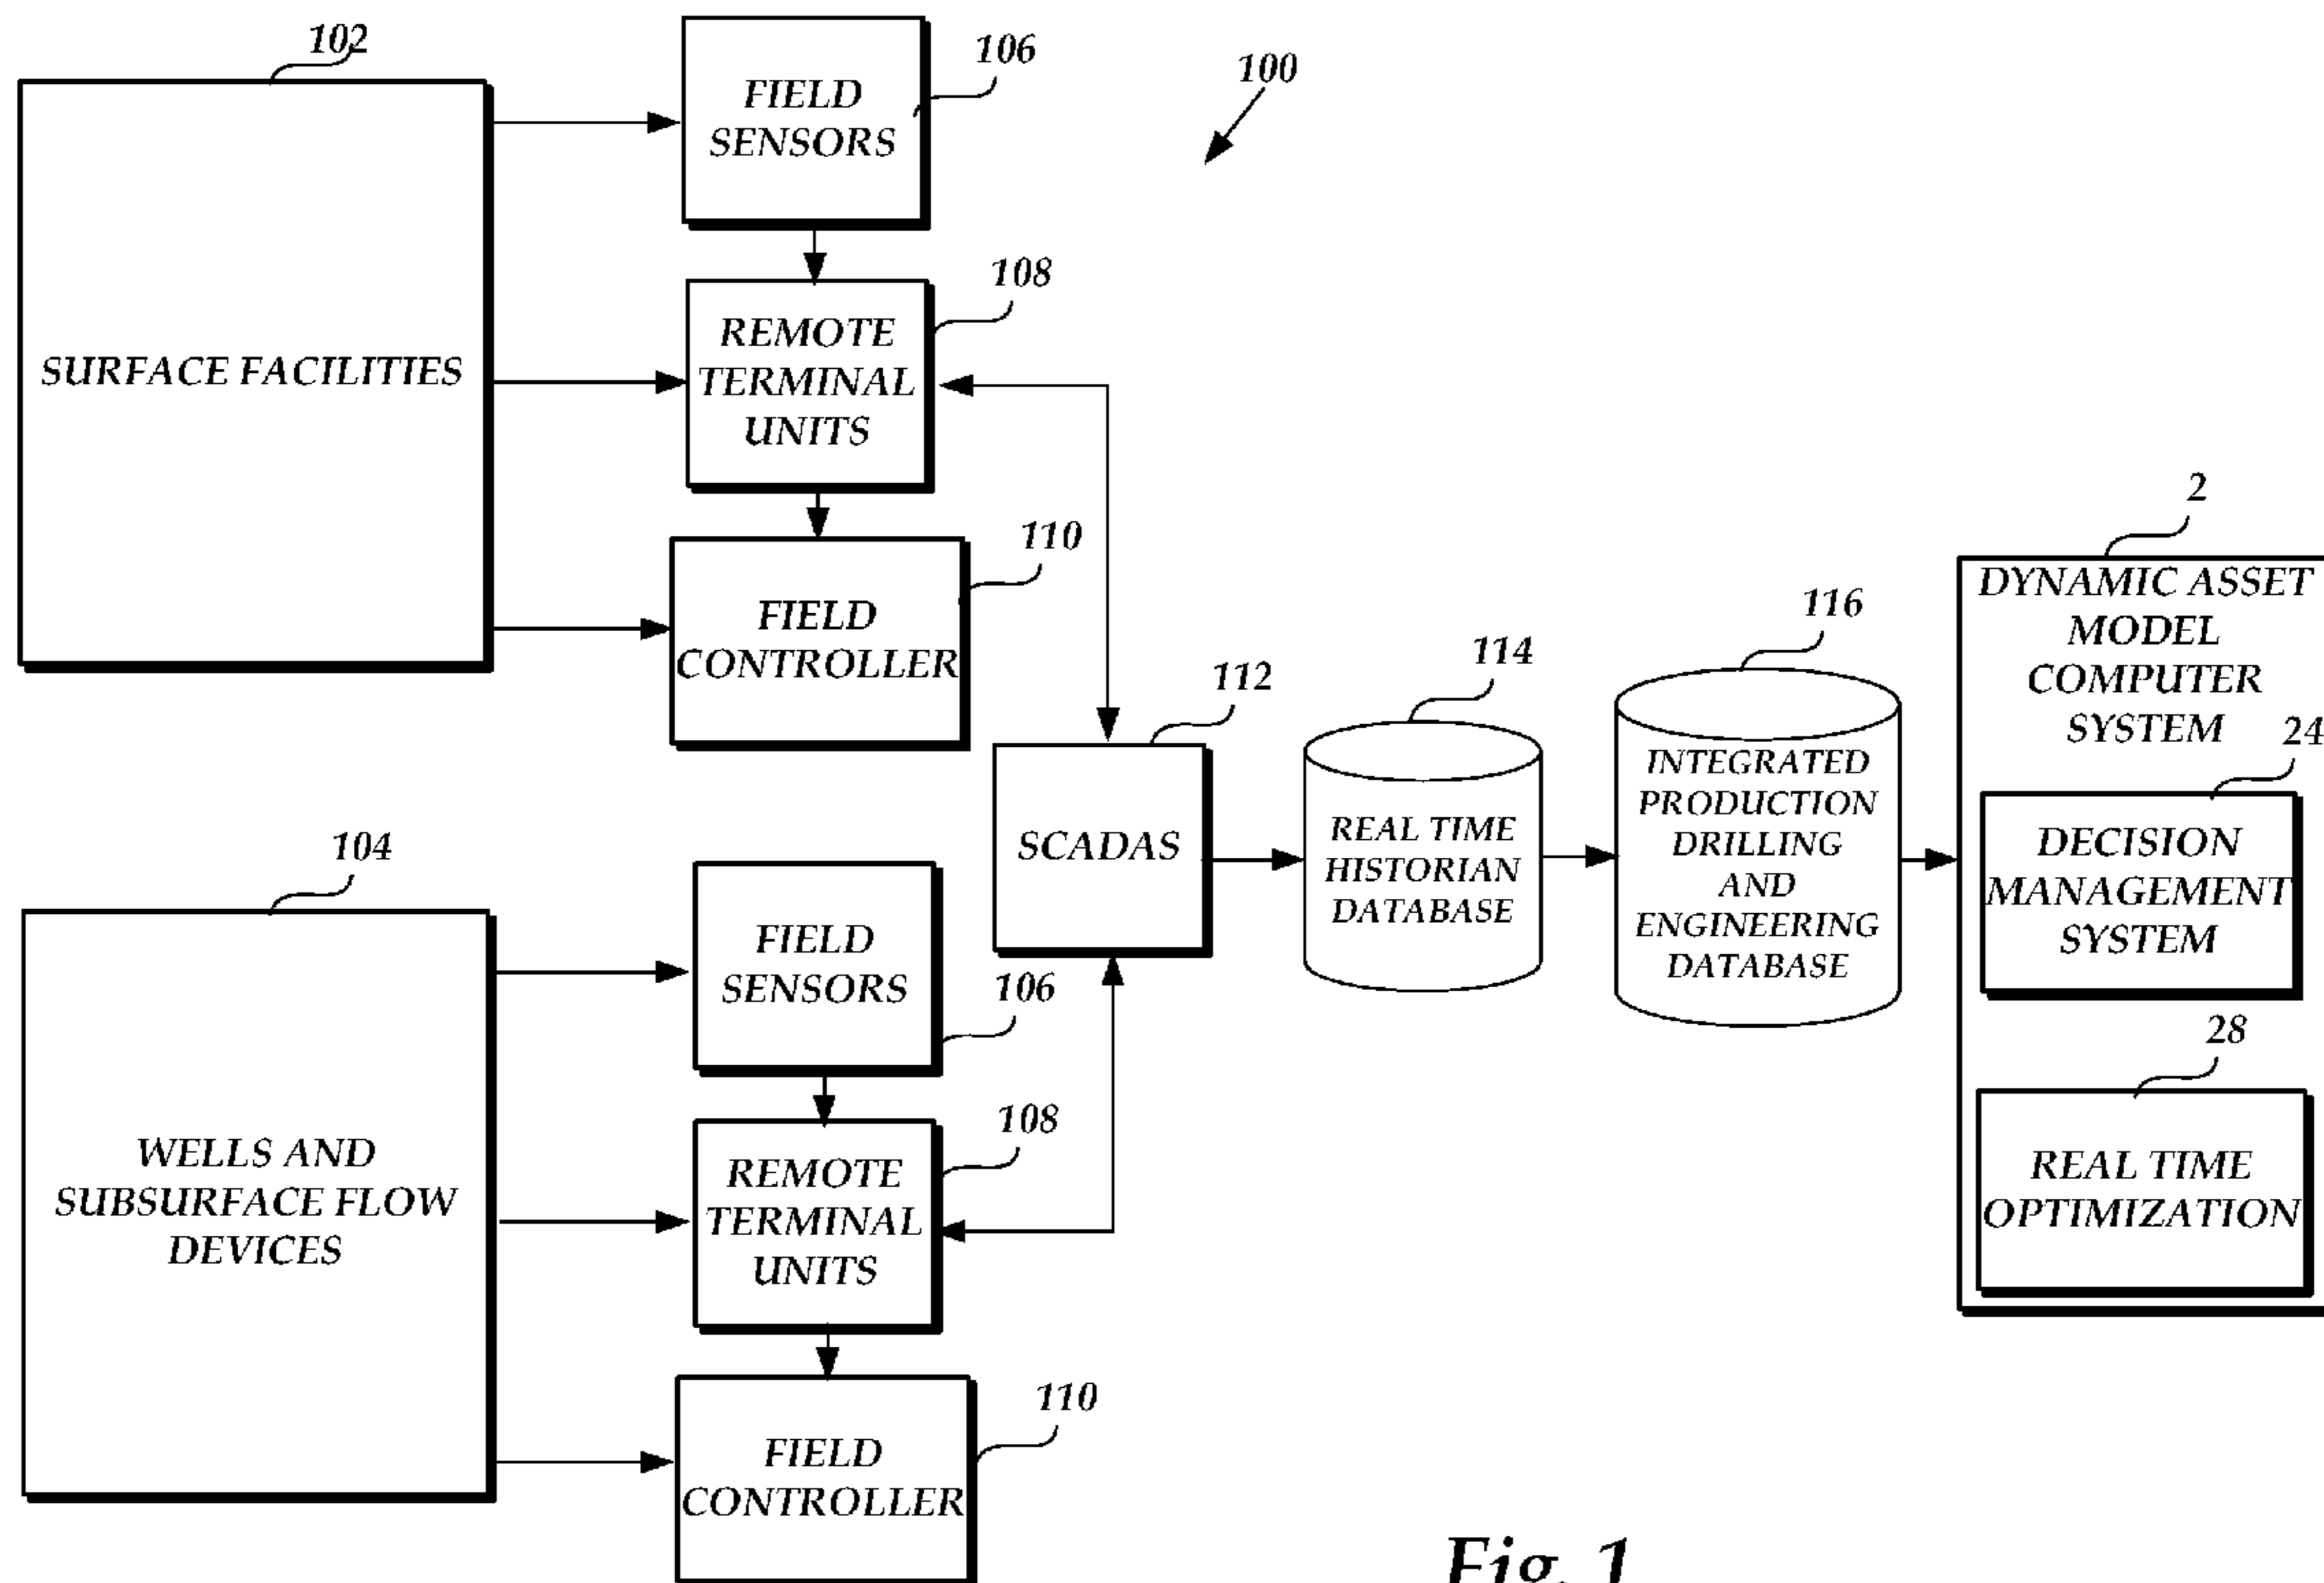 102
SURFACE FACILITIES
106
FIELD
SENSORS
100
108
REMOTE
TERMINAL
UNITS
110
FIELD
CONTROLLER
104
WELLS AND
SUBSURFACE FLOW
DEVICES
FIELD
SENSORS
106
108
REMOTE
TERMINAL
UNITS
110
FIELD
CONTROLLER
112
SCADAS
114
REAL TIME
HISTORIAN
DATABASE
116
INTEGRATED
PRODUCTION
DRILLING
AND
ENGINEERING
DATABASE
2
DYNAMIC ASSET
MODEL
COMPUTER
SYSTEM
24
DECISION
MANAGEMENT
SYSTEM
28
REAL TIME
OPTIMIZATION
Fig. 1